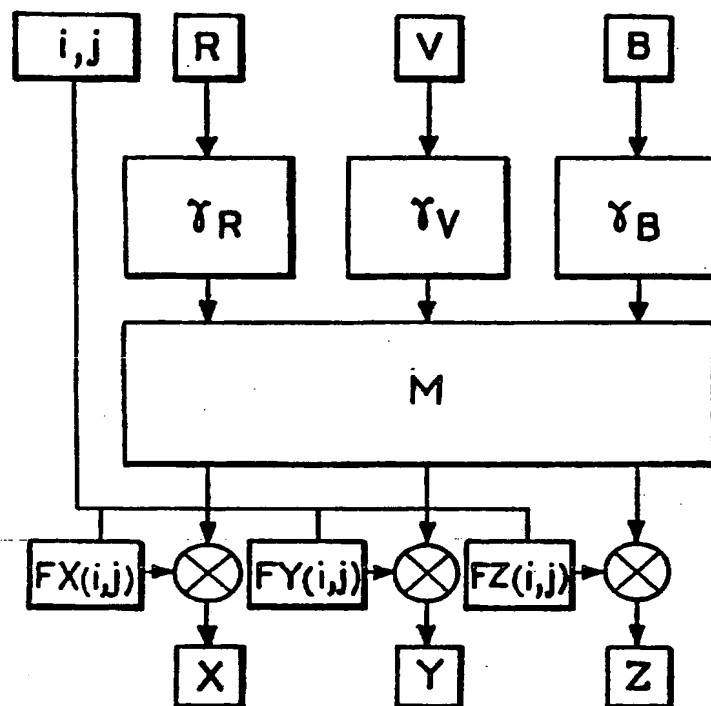 i,j R V B
γR γV γB
M
FX(i,j) FY(i,j) FZ(i,j)
X Y Z